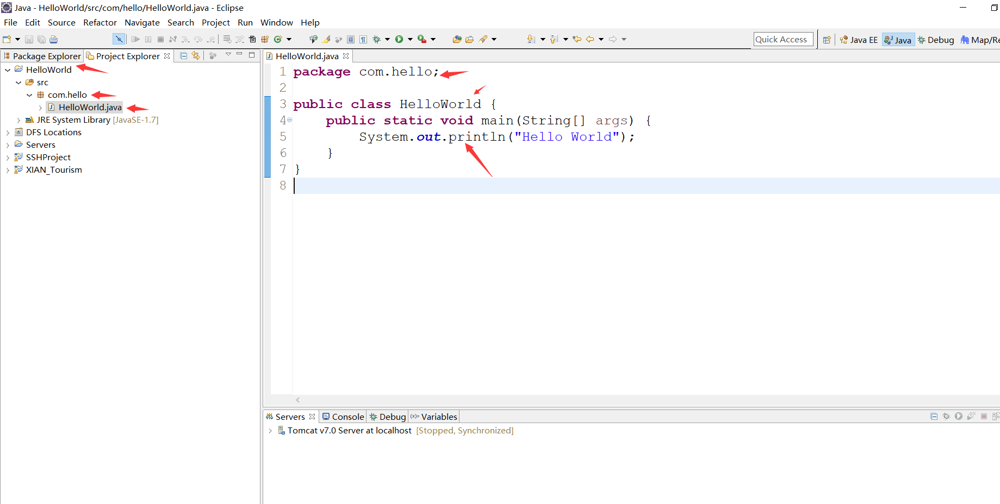 Java - HelloWorld/src/com/hello/HelloWorld.java - Eclipse
File Edit Source Refactor Navigate Search Project Run Window Help
Quick Access Java EE Java Debug Map/Re
Package Explorer Project Explorer
HelloWorld
src
com.hello
HelloWorld.java
JRE System Library [JavaSE-1.7]
DFS Locations
Servers
SSHProject
XIAN_Tourism
HelloWorld.java
1 package com.hello;
2
3 public class HelloWorld {
4 public static void main(String[] args) {
5 System.out.println("Hello World");
6 }
7 }
8
Servers Console Debug (x)= Variables
Tomcat v7.0 Server at localhost [Stopped, Synchronized]